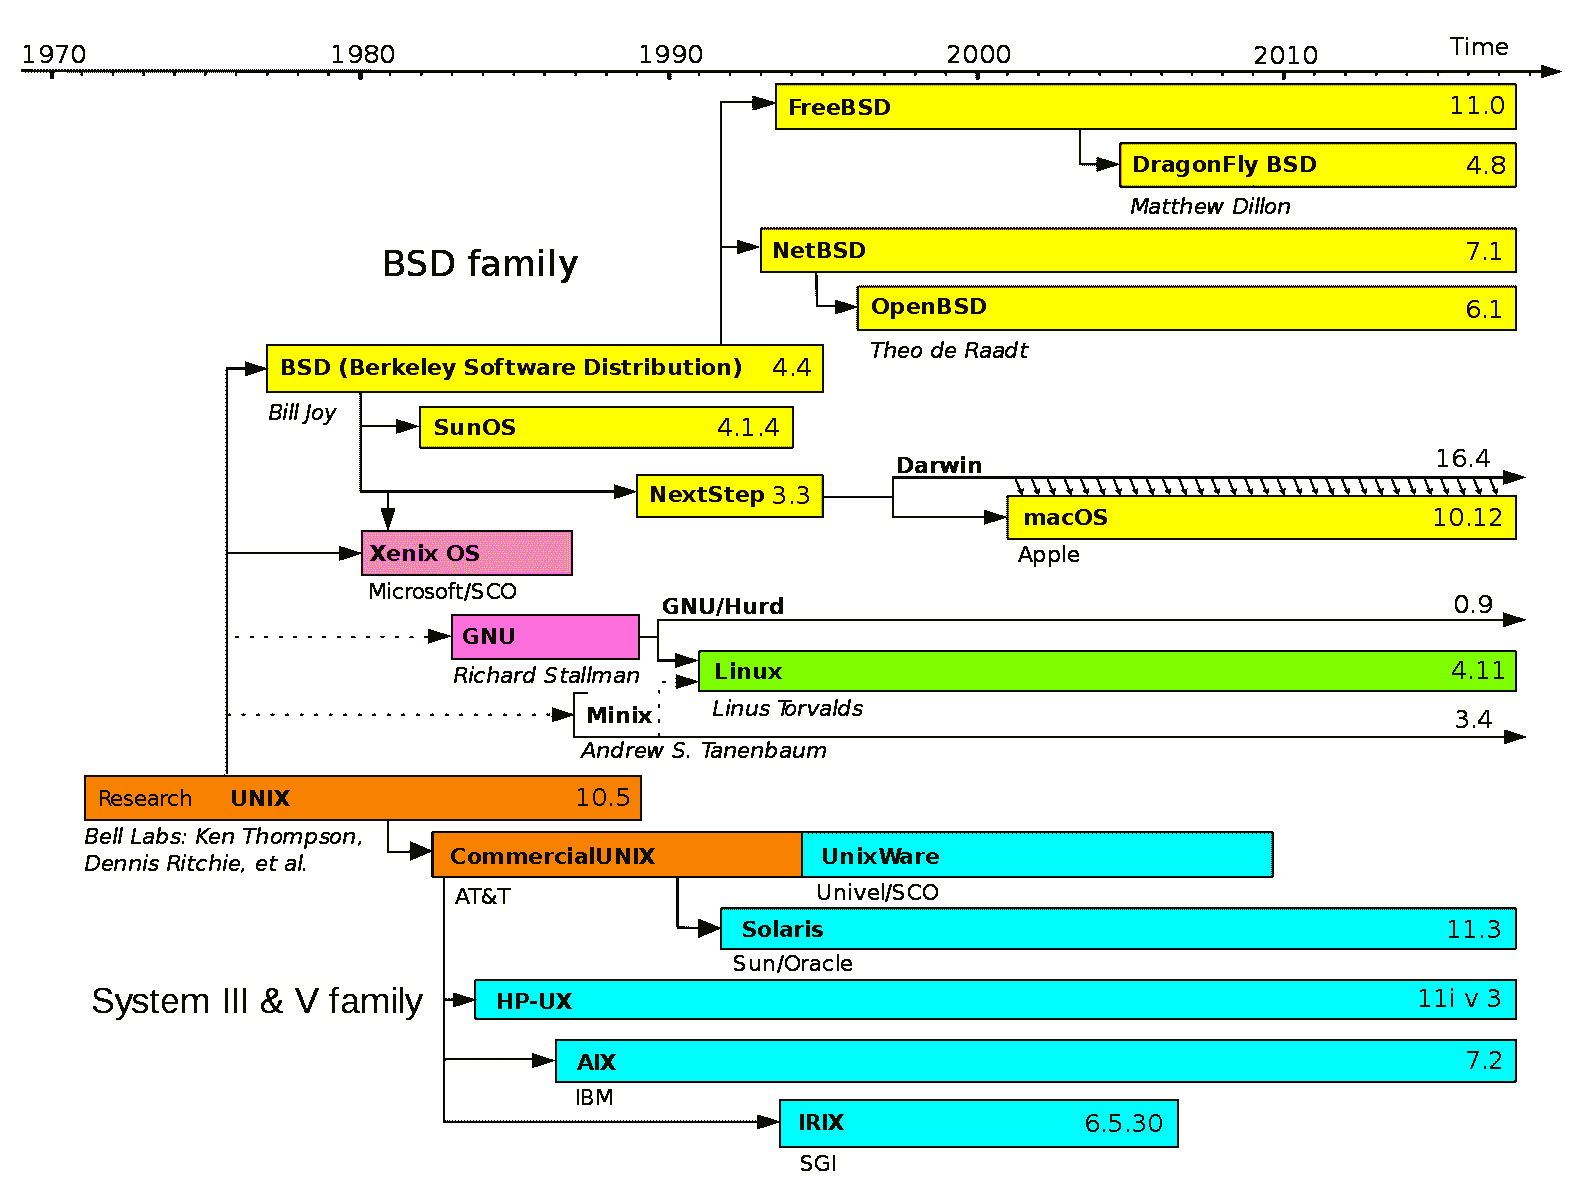 1970 1980 1990 2000 2010 Time
FreeBSD 11.0
DragonFly BSD 4.8
Matthew Dillon
BSD family
NetBSD 7.1
OpenBSD 6.1
Theo de Raadt
BSD (Berkeley Software Distribution) 4.4
Bill Joy
SunOS 4.1.4
Darwin 16.4
NextStep 3.3
macOS 10.12
Apple
Xenix OS
Microsoft/SCO
GNU/Hurd 0.9
GNU
Richard Stallman
Linux 4.11
Linus Torvalds
Minix 3.4
Andrew S. Tanenbaum
Research UNIX 10.5
Bell Labs: Ken Thompson,
Dennis Ritchie, et al.
CommercialUNIX UnixWare
AT&T
Univel/SCO
Solaris 11.3
Sun/Oracle
System III & V family
HP-UX 11i v 3
AIX 7.2
IBM
IRIX 6.5.30
SGI